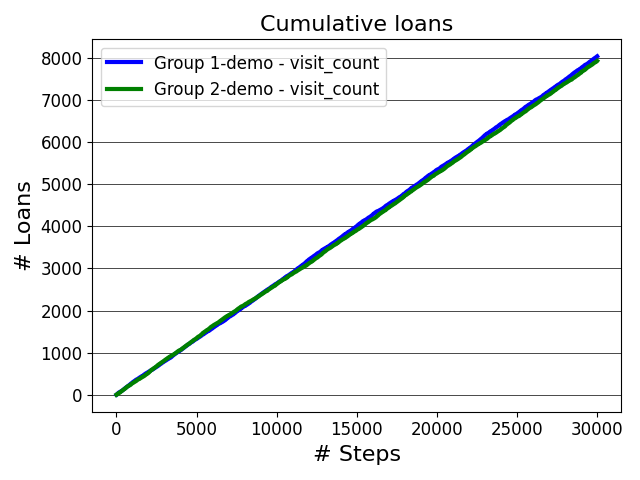 Cumulative loans
Group 1-demo - visit_count
Group 2-demo - visit_count
# Loans
8000
7000
6000
5000
4000
3000
2000
1000
0
0 5000 10000 15000 20000 25000 30000
# Steps